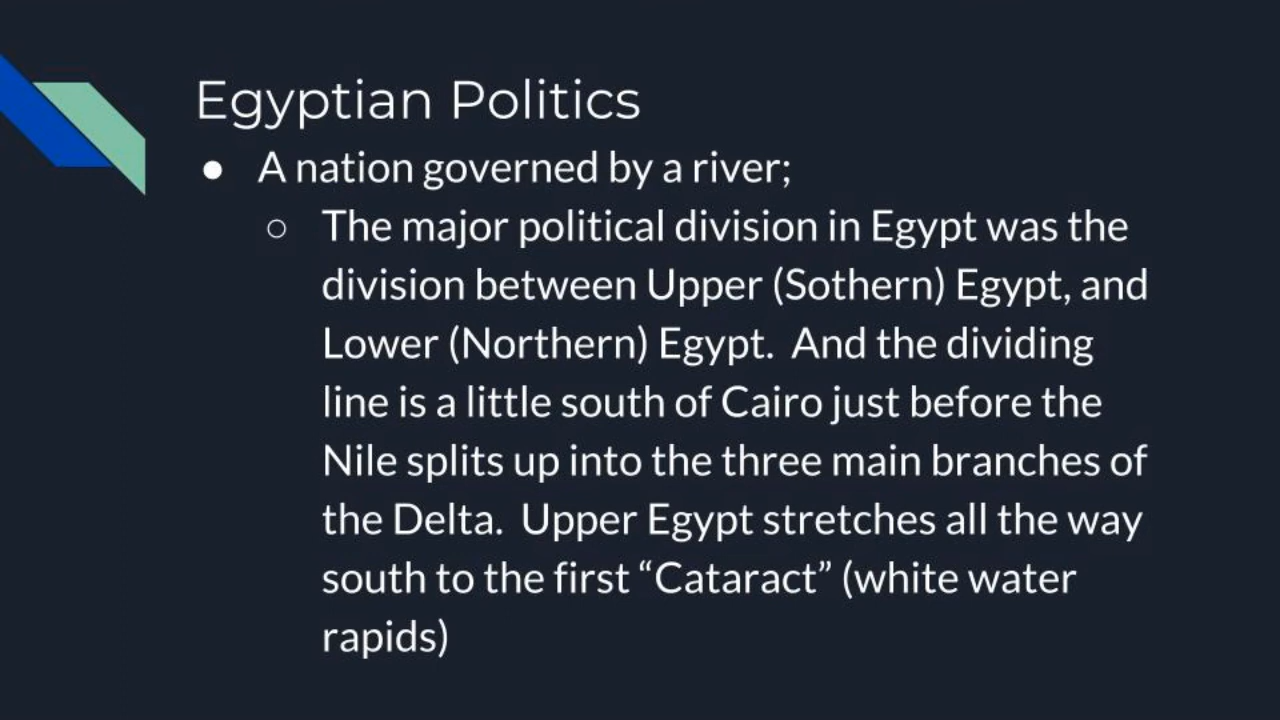 Egyptian Politics
● A nation governed by a river;
○ The major political division in Egypt was the
division between Upper (Sothern) Egypt, and
Lower (Northern) Egypt.  And the dividing
line is a little south of Cairo just before the
Nile splits up into the three main branches of
the Delta.  Upper Egypt stretches all the way
south to the first “Cataract” (white water
rapids)